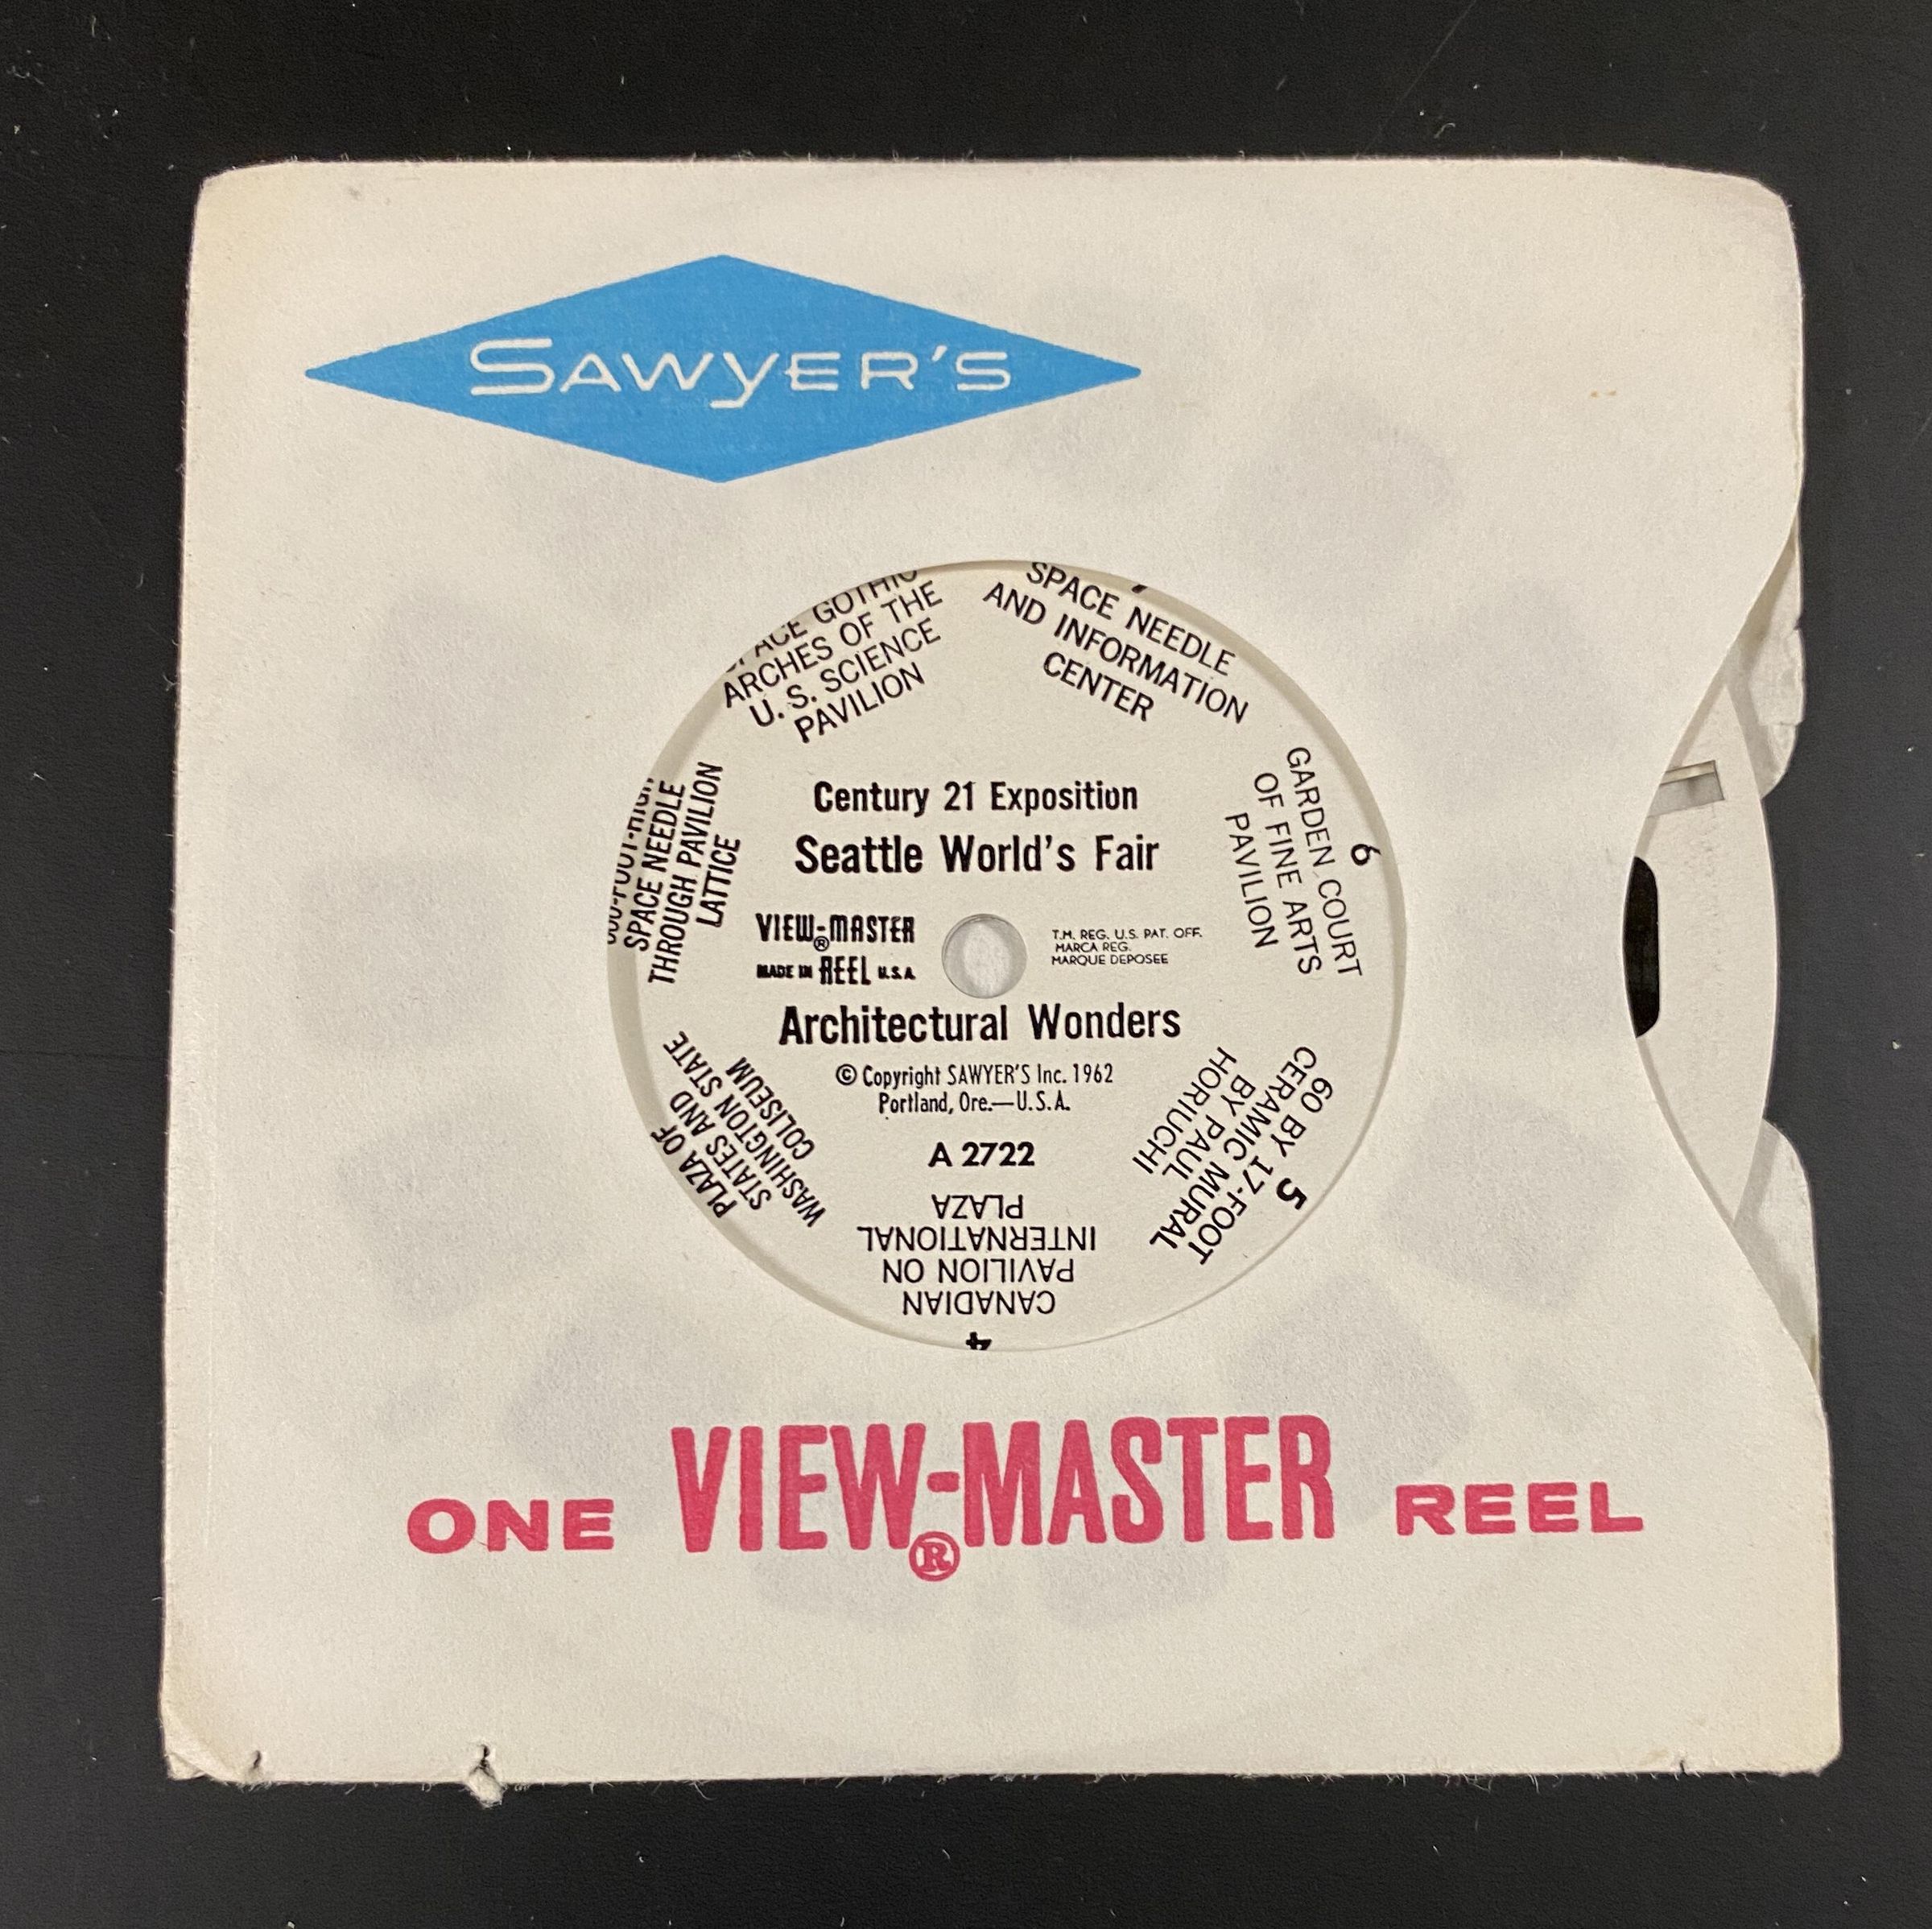 SAWYER'S
SPACE GOTHIC
ARCHES OF THE
U. S. SCIENCE
PAVILION
SPACE NEEDLE
AND INFORMATION
CENTER
6
GARDEN COURT
OF FINE ARTS
PAVILION
5
60 BY 17-FOOT
CERAMIC MURAL
BY PAUL
HORIUCHI
4
CANADIAN
PAVILION ON
INTERNATIONAL
PLAZA
PLAZA OF
STATES AND
WASHINGTON STATE
COLISEUM
SPACE NEEDLE
THROUGH PAVILION
LATTICE
Century 21 Exposition
Seattle World's Fair
VIEW-MASTER
®
MADE IN REEL U.S.A.
T.M. REG. U.S. PAT. OFF.
MARCA REG.
MARQUE DEPOSEE
Architectural Wonders
© Copyright SAWYER'S Inc. 1962
Portland, Ore.—U.S.A.
A 2722
ONE VIEW-MASTER® REEL